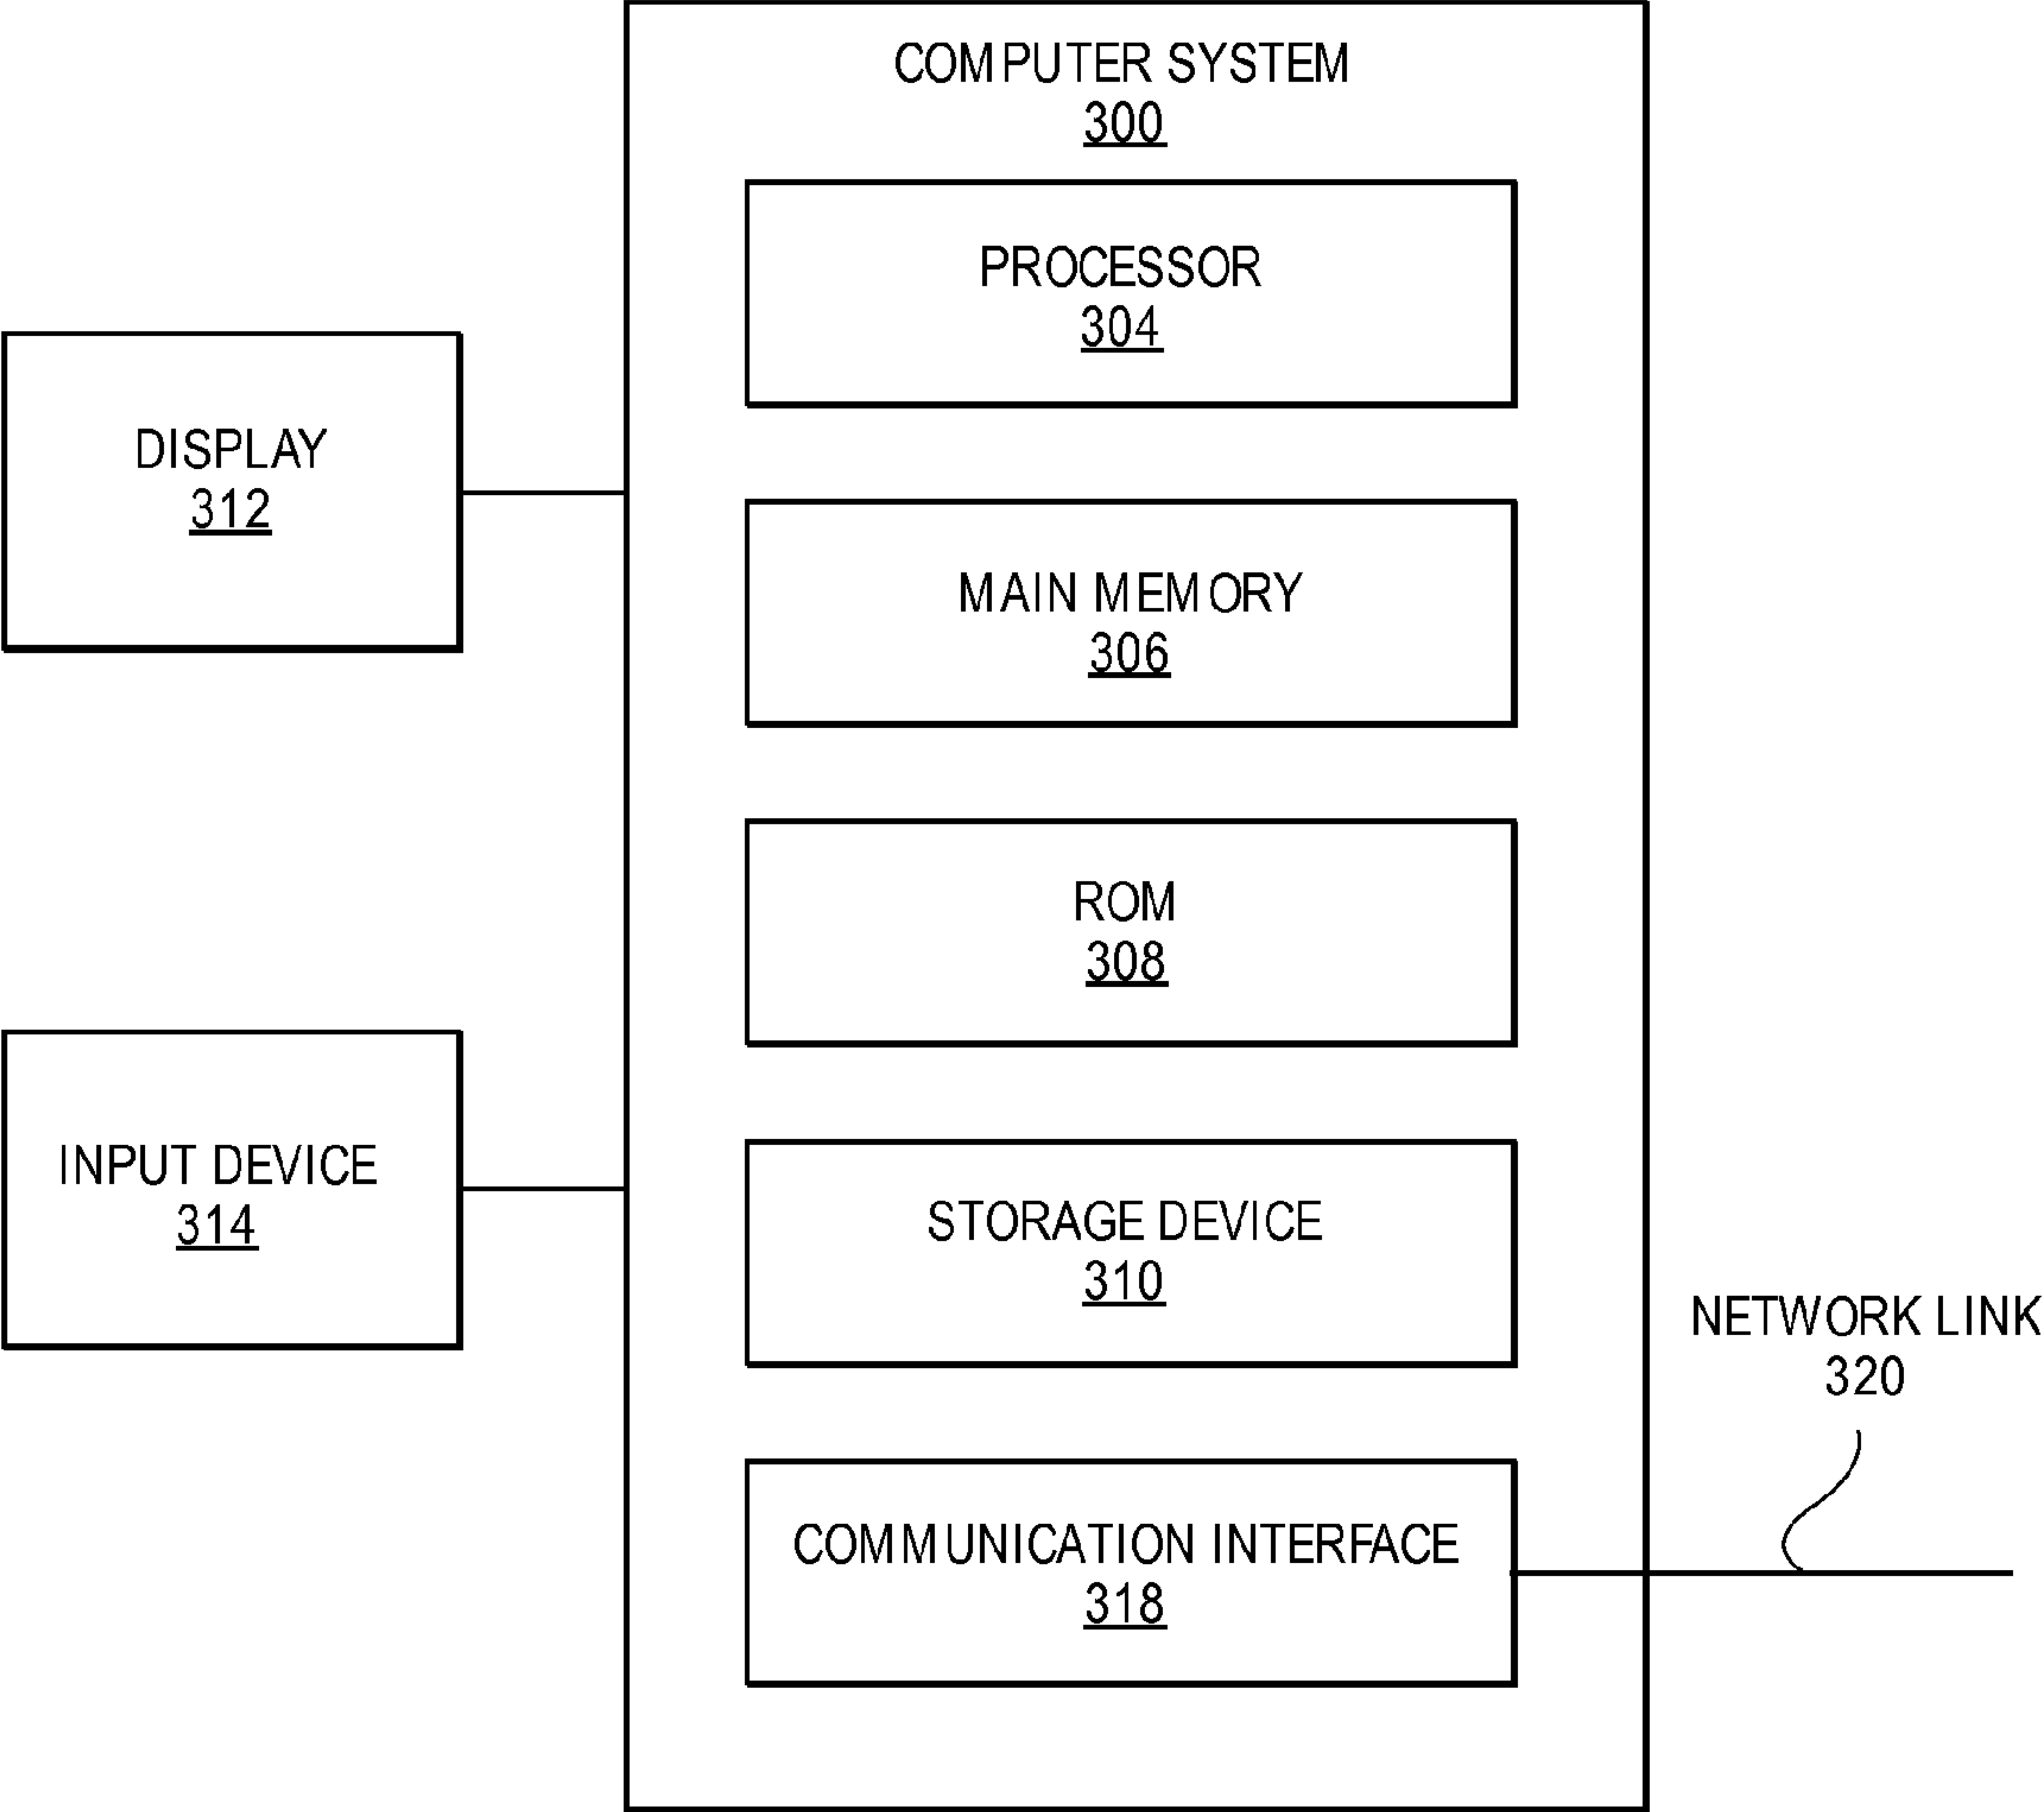 COMPUTER SYSTEM
300
PROCESSOR
304
DISPLAY
312
MAIN MEMORY
306
ROM
308
INPUT DEVICE
314
STORAGE DEVICE
310
NETWORK LINK
320
COMMUNICATION INTERFACE
318